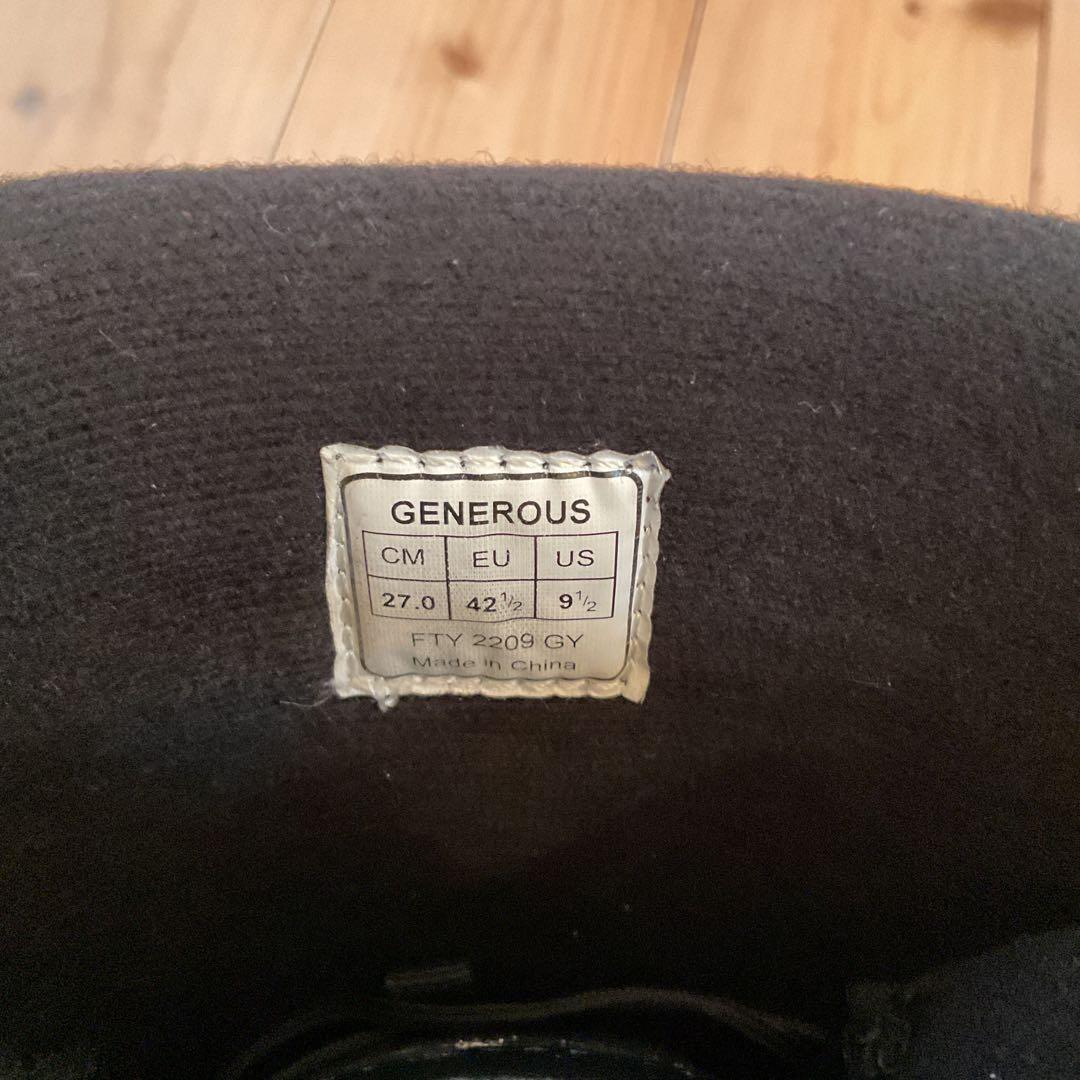 GENEROUS
CM EU US
27.0 42½ 9½
FTY 2209 GY
Made in China